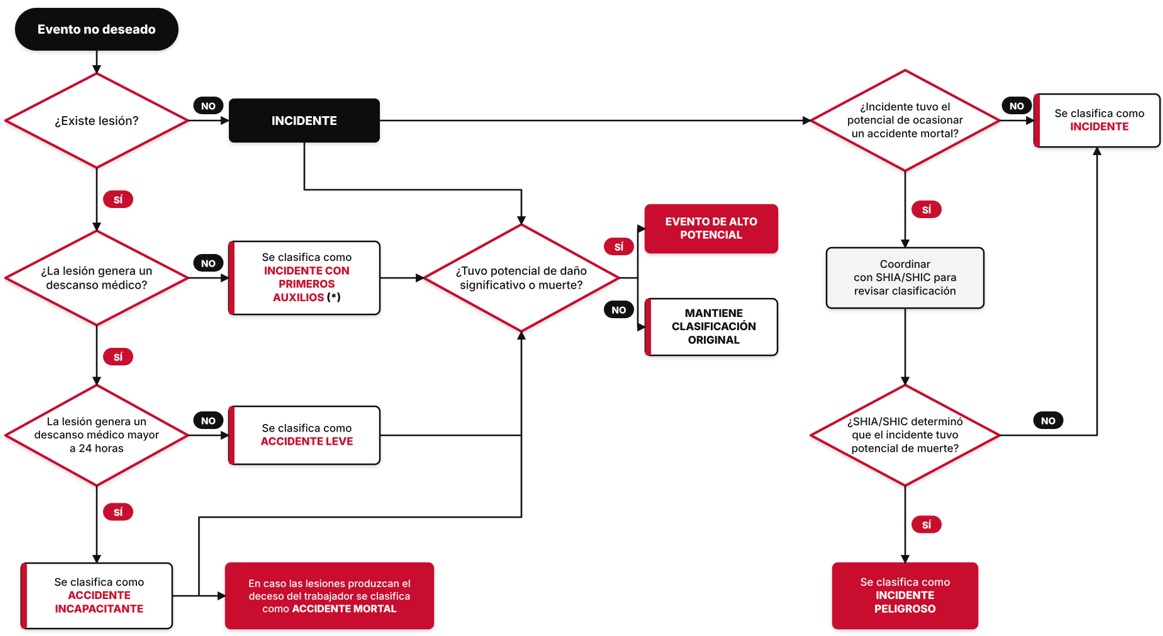 Evento no deseado
¿Existe lesión?
NO
INCIDENTE
¿Incidente tuvo el
potencial de ocasionar
un accidente mortal?
NO
Se clasifica como
INCIDENTE
SÍ
SÍ
¿La lesión genera un
descanso médico?
NO
Se clasifica como
INCIDENTE CON
PRIMEROS
AUXILIOS (*)
¿Tuvo potencial de daño
significativo o muerte?
SÍ
EVENTO DE ALTO
POTENCIAL
NO
MANTIENE
CLASIFICACIÓN
ORIGINAL
Coordinar
con SHIA/SHIC para
revisar clasificación
SÍ
La lesión genera un
descanso médico mayor
a 24 horas
NO
Se clasifica como
ACCIDENTE LEVE
¿SHIA/SHIC determinó
que el incidente tuvo
potencial de muerte?
NO
SÍ
SÍ
Se clasifica como
ACCIDENTE
INCAPACITANTE
En caso las lesiones produzcan el
deceso del trabajador se clasifica
como ACCIDENTE MORTAL
Se clasifica como
INCIDENTE
PELIGROSO